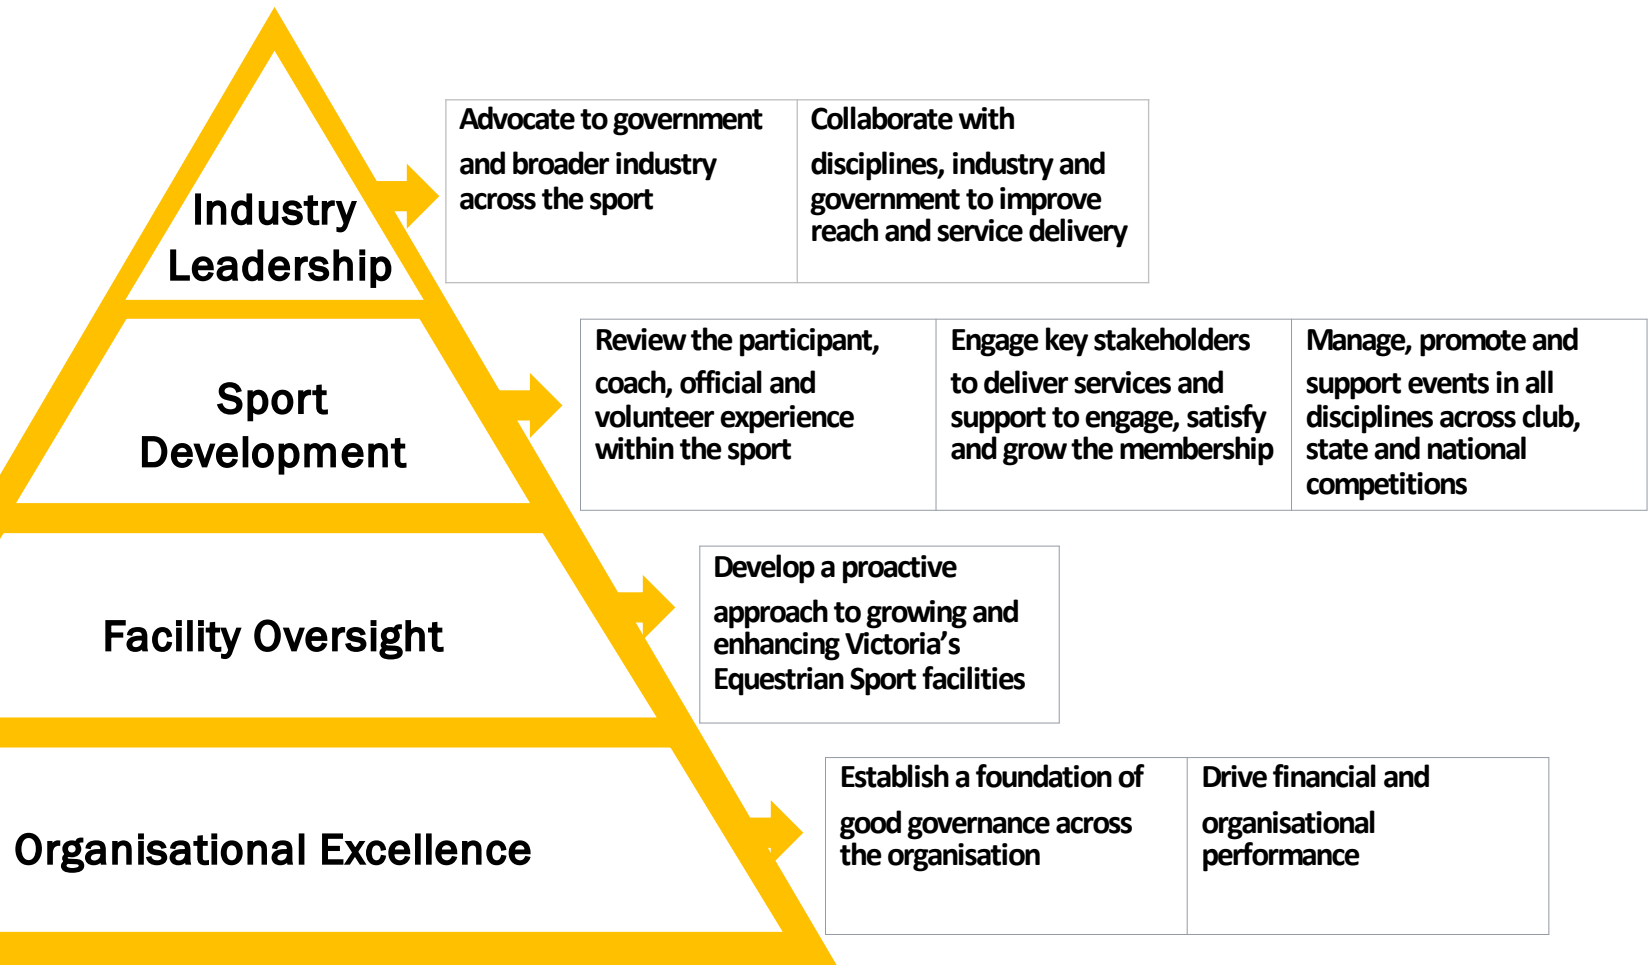 Industry
Leadership
Advocate to government
and broader industry
across the sport
Collaborate with
disciplines, industry and
government to improve
reach and service delivery
Sport
Development
Review the participant,
coach, official and
volunteer experience
within the sport
Engage key stakeholders
to deliver services and
support to engage, satisfy
and grow the membership
Manage, promote and
support events in all
disciplines across club,
state and national
competitions
Facility Oversight
Develop a proactive
approach to growing and
enhancing Victoria’s
Equestrian Sport facilities
Organisational Excellence
Establish a foundation of
good governance across
the organisation
Drive financial and
organisational
performance